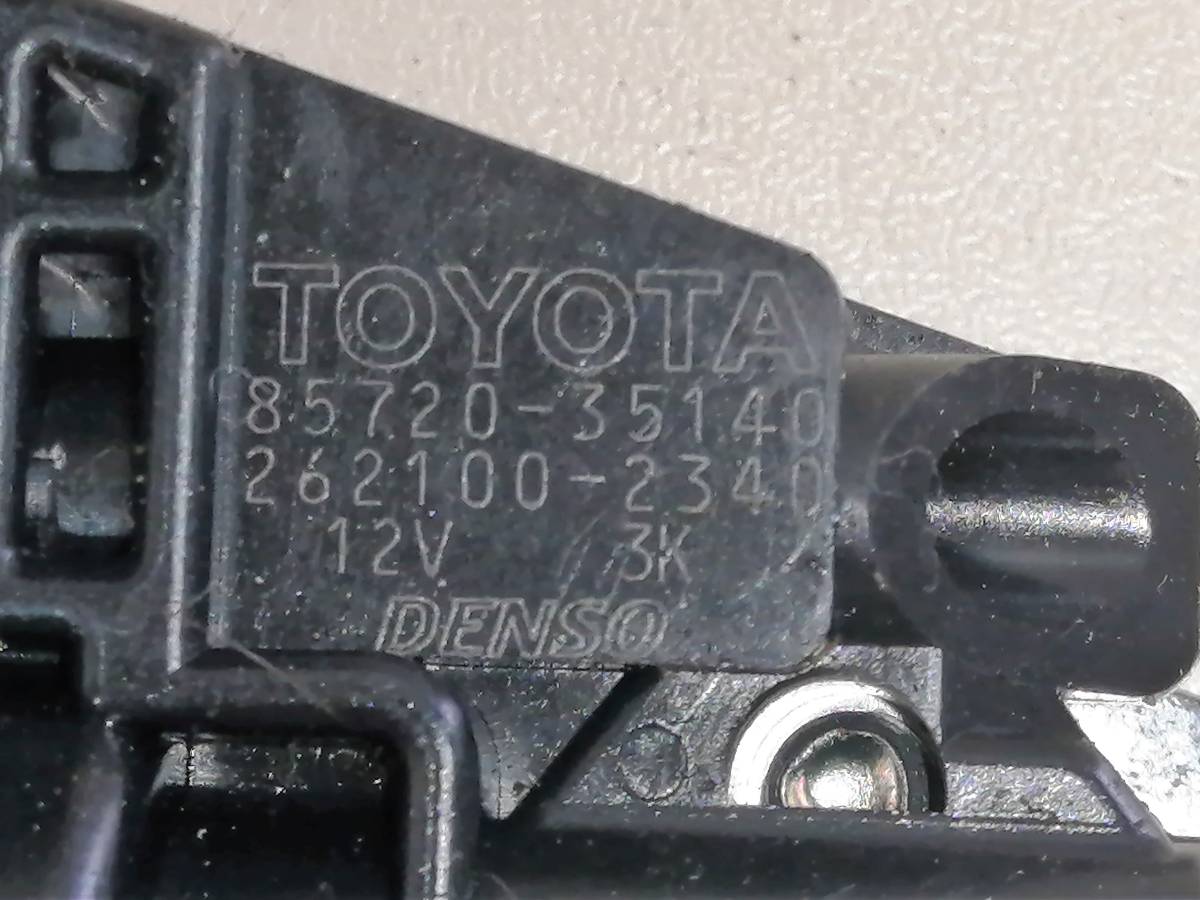 TOYOTA
85720-35140
262100-2340
12V 3K
DENSO